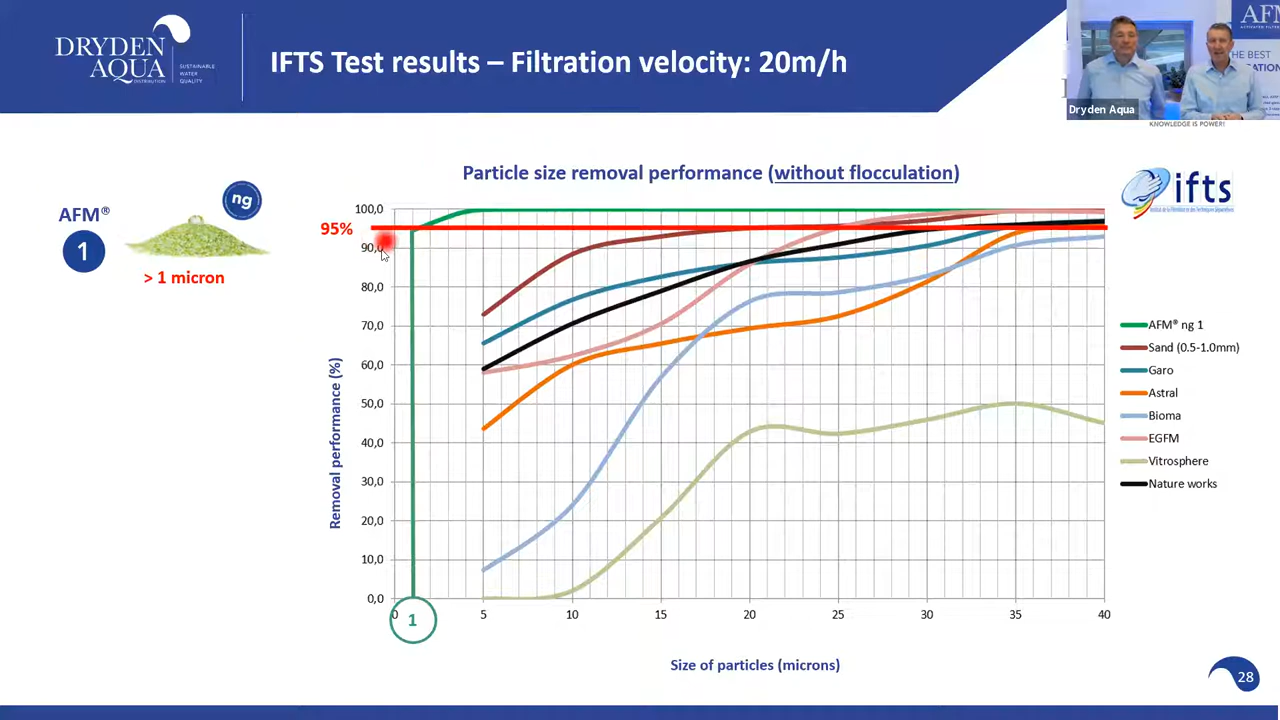 DRYDEN
AQUA
DISTRIBUTION
SUSTAINABLE
WATER
QUALITY
IFTS Test results – Filtration velocity: 20m/h
AFM
THE BEST
Dryden Aqua
KNOWLEDGE IS POWER!
Particle size removal performance (without flocculation)
ifts
ng
AFM®
1
> 1 micron
95%
100,0
90,0
80,0
70,0
60,0
50,0
40,0
30,0
20,0
10,0
0,0
Removal performance (%)
0
1
5
10
15
20
25
30
35
40
Size of particles (microns)
AFM® ng 1
Sand (0.5-1.0mm)
Garo
Astral
Bioma
EGFM
Vitrosphere
Nature works
28